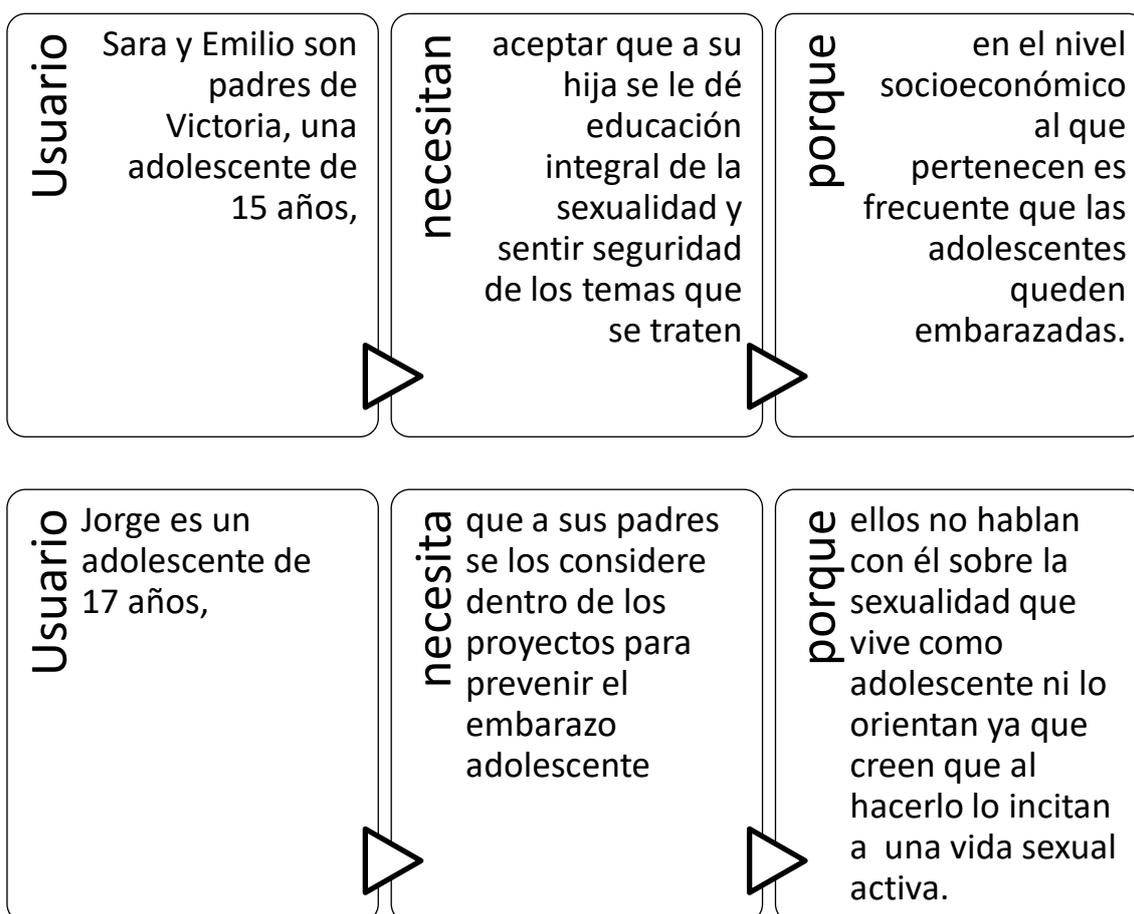 Usuario
Sara y Emilio son
padres de
Victoria, una
adolescente de
15 años,
necesitan
aceptar que a su
hija se le dé
educación
integral de la
sexualidad y
sentir seguridad
de los temas que
se traten
porque
en el nivel
socioeconómico
al que
pertenecen es
frecuente que las
adolescentes
queden
embarazadas.
Usuario
Jorge es un
adolescente de
17 años,
necesita
que a sus padres
se los considere
dentro de los
proyectos para
prevenir el
embarazo
adolescente
porque
ellos no hablan
con él sobre la
sexualidad que
vive como
adolescente ni lo
orientan ya que
creen que al
hacerlo lo incitan
a  una vida sexual
activa.